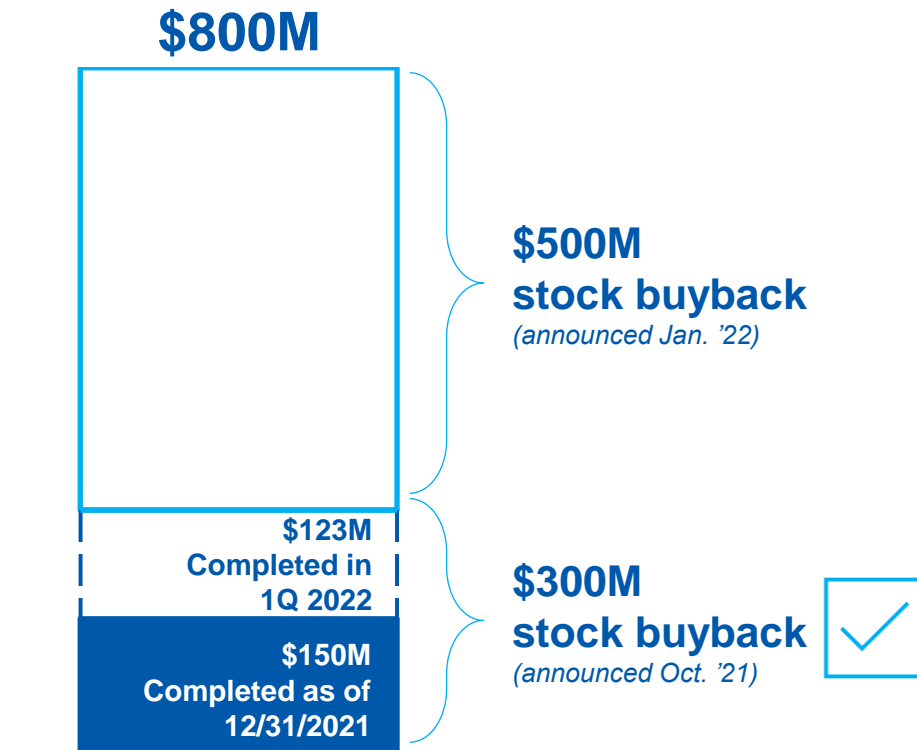 $800M
$500M
stock buyback
(announced Jan. ’22)
$123M
Completed in
1Q 2022
$300M
stock buyback
(announced Oct. ’21)
$150M
Completed as of
12/31/2021